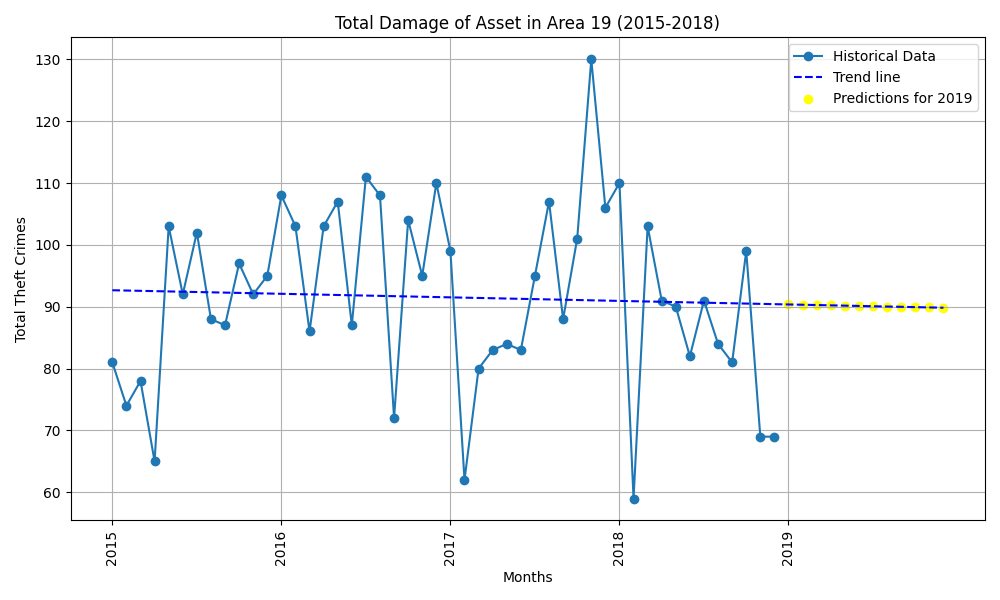 Total Damage of Asset in Area 19 (2015-2018)
Historical Data
Trend line
Predictions for 2019
Total Theft Crimes
130
120
110
100
90
80
70
60
2015
2016
2017
2018
2019
Months